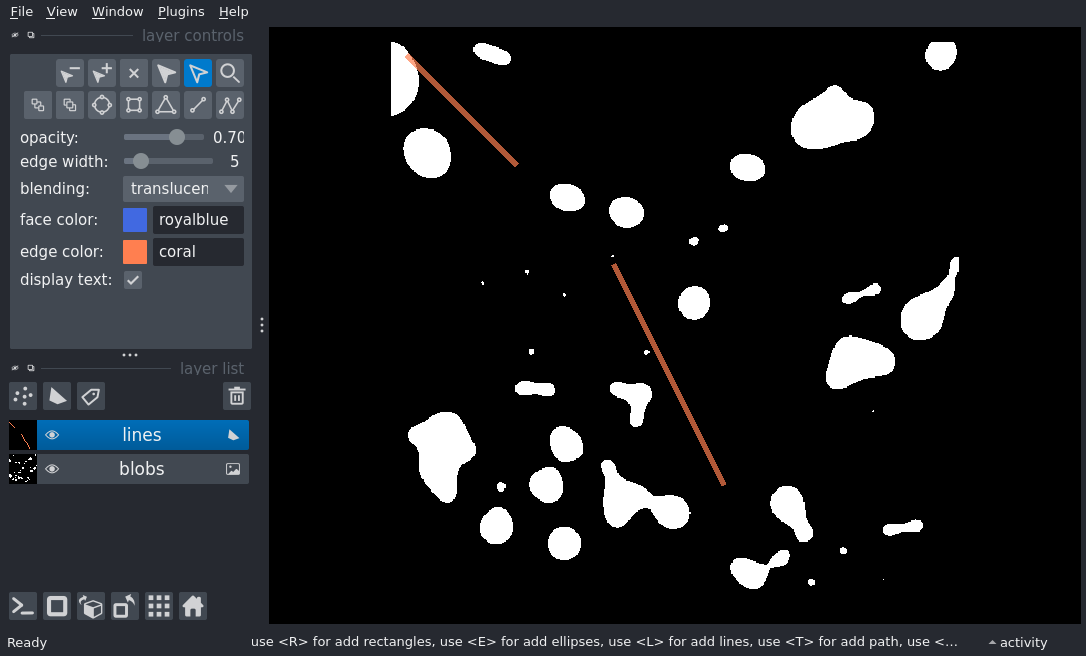 File View Window Plugins Help
layer controls
opacity: 0.70
edge width: 5
blending: translucen
face color: royalblue
edge color: coral
display text:
layer list
lines
blobs
Ready use <R> for add rectangles, use <E> for add ellipses, use <L> for add lines, use <T> for add path, use <... activity